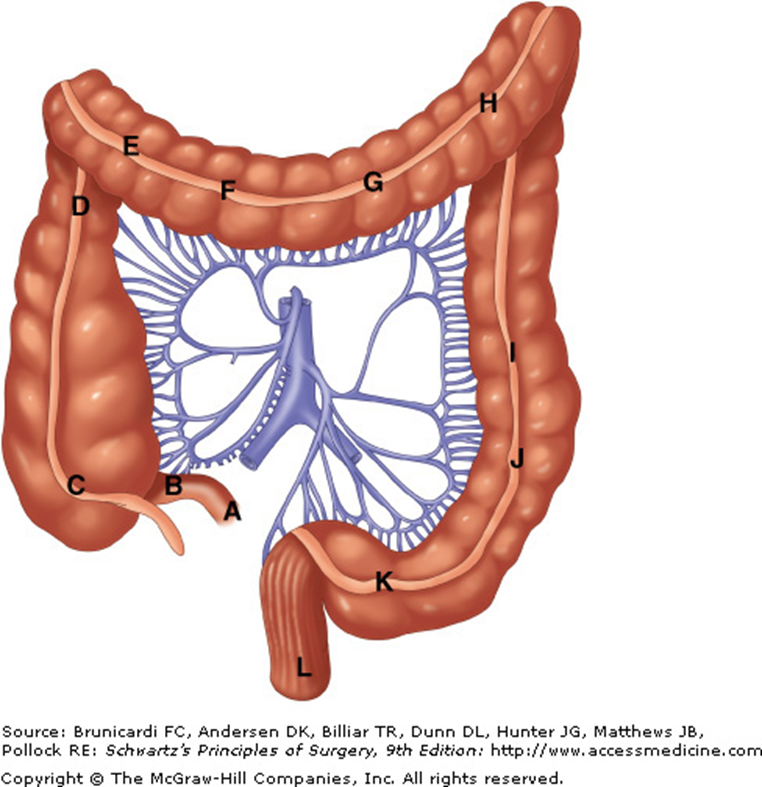 H
E
F
G
D
I
J
C
B
A
K
L
Source: Brunicardi FC, Andersen DK, Billiar TR, Dunn DL, Hunter JG, Matthews JB,
Pollock RE: Schwartz's Principles of Surgery, 9th Edition: http://www.accessmedicine.com
Copyright © The McGraw-Hill Companies, Inc. All rights reserved.